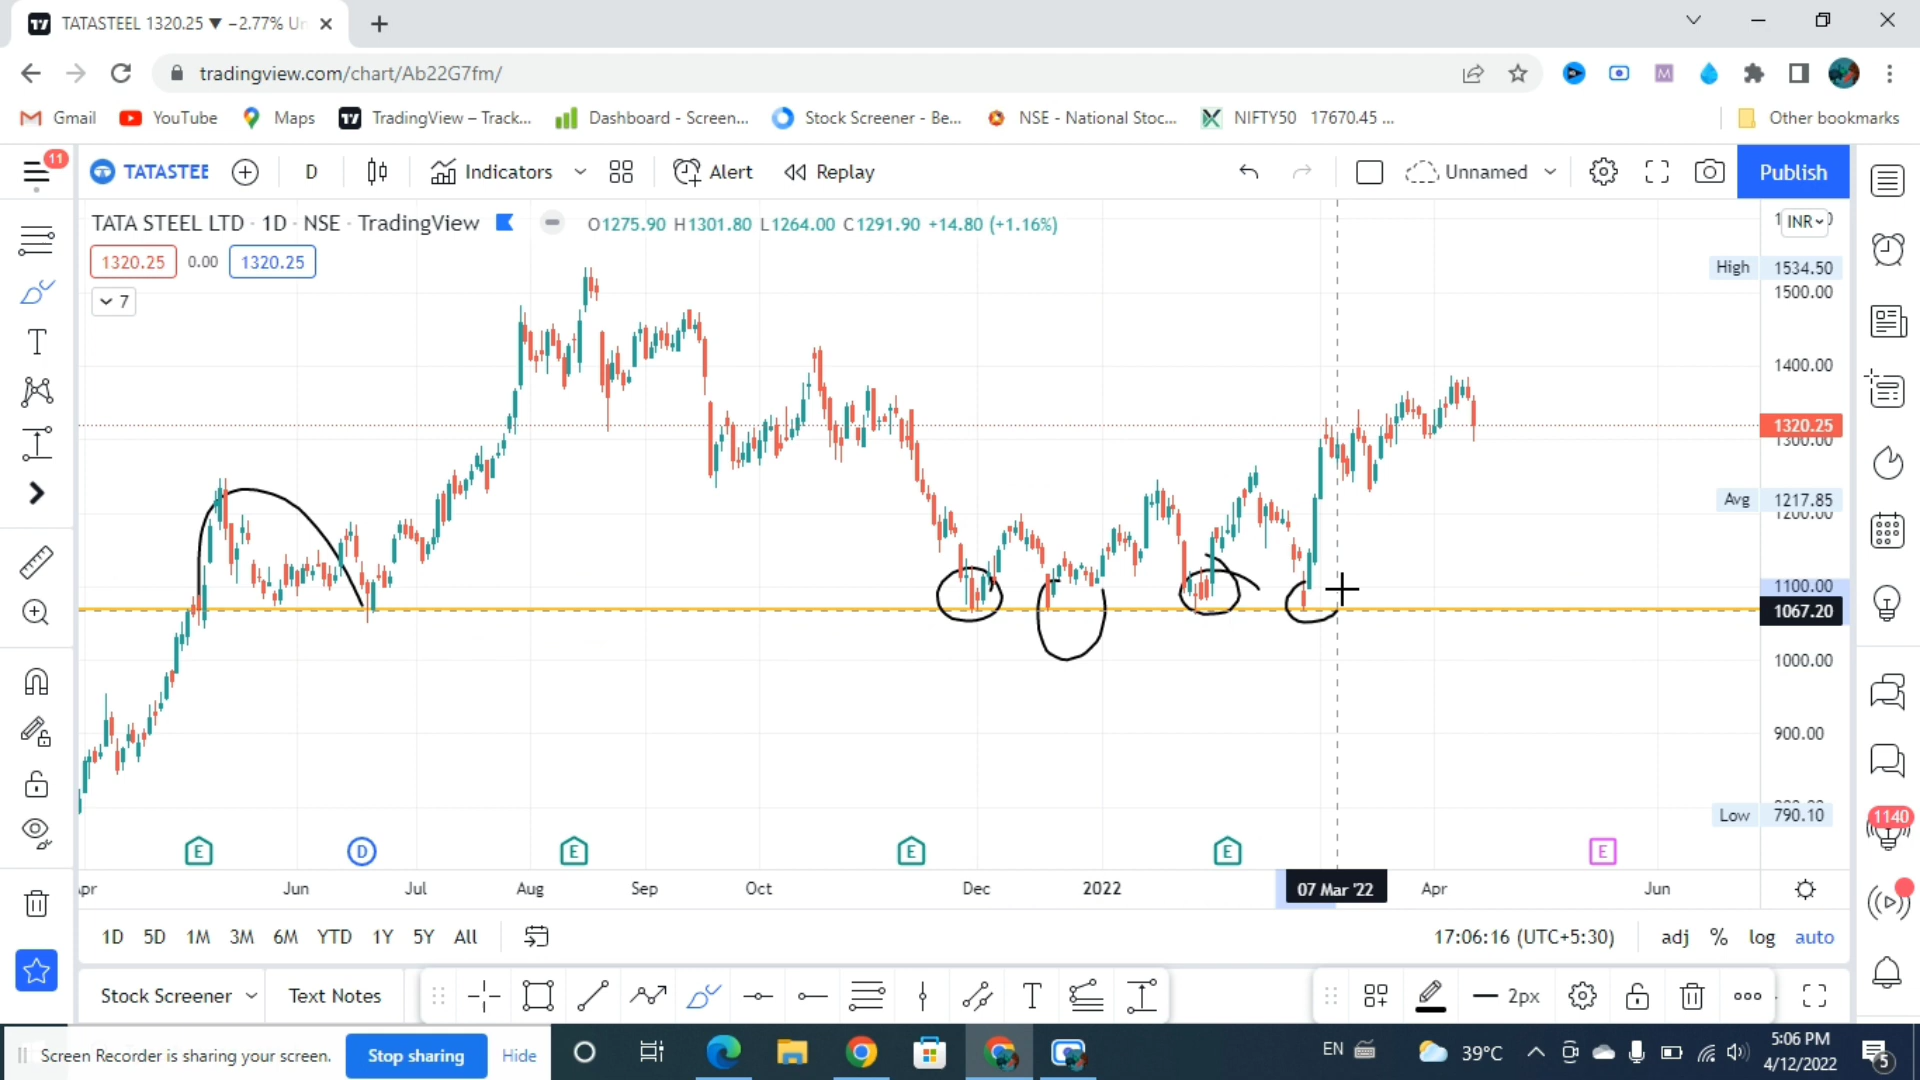 TATASTEEL 1320.25 ▼ −2.77% Un
tradingview.com/chart/Ab22G7fm/
Gmail YouTube Maps TradingView – Track... Dashboard - Screen... Stock Screener - Be... NSE - National Stoc... NIFTY50 17670.45 ... Other bookmarks
11
TATASTEE D Indicators Alert Replay Unnamed Publish
TATA STEEL LTD · 1D · NSE · TradingView O1275.90 H1301.80 L1264.00 C1291.90 +14.80 (+1.16%) INR
1320.25 0.00 1320.25
High 1534.50
1500.00
7
1400.00
1320.25
1300.00
Avg 1217.85
1200.00
1100.00
1067.20
1000.00
900.00
Low 790.10
1140
E D E E E E
Jun Jul Aug Sep Oct Dec 2022 07 Mar '22 Apr Jun
1D 5D 1M 3M 6M YTD 1Y 5Y All 17:06:16 (UTC+5:30) adj % log auto
Stock Screener Text Notes T 2px
Screen Recorder is sharing your screen. Stop sharing Hide EN 39°C 5:06 PM
4/12/2022 5